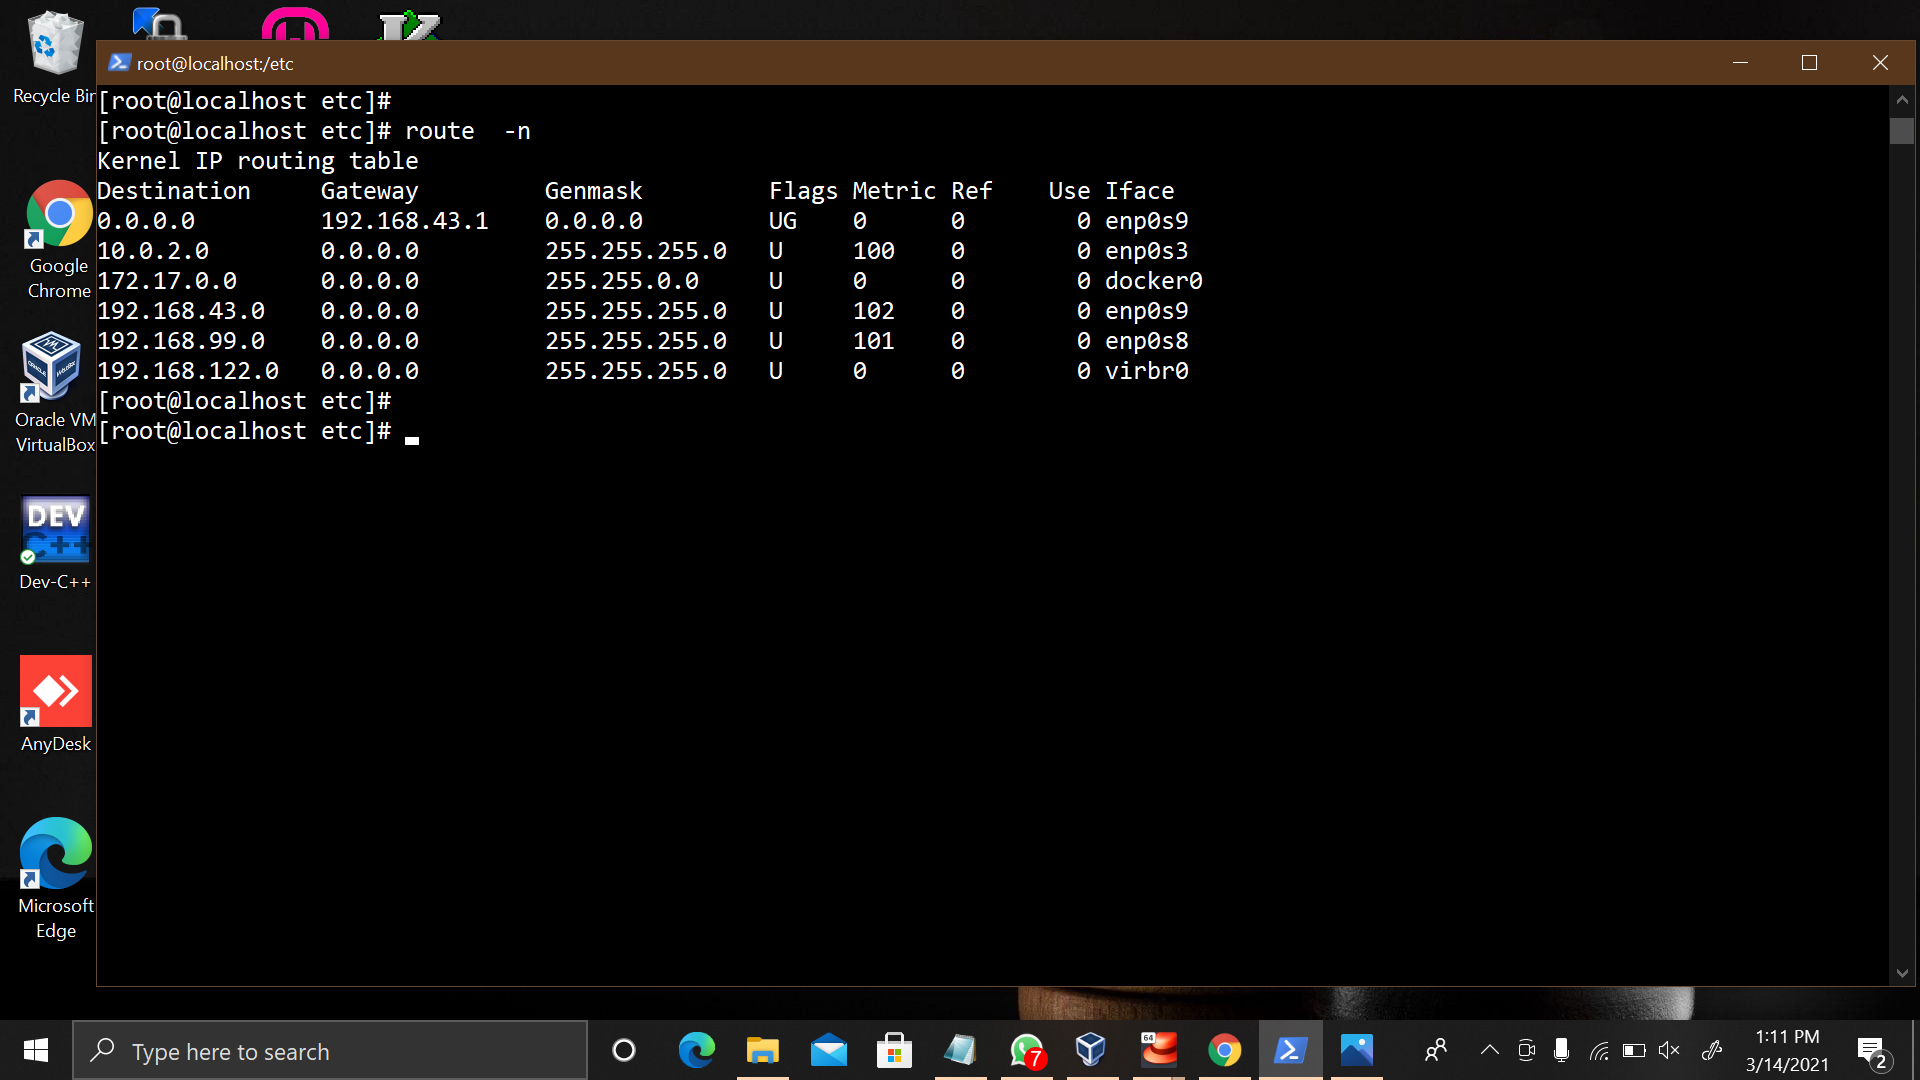 root@localhost:/etc
[root@localhost etc]#
[root@localhost etc]# route  -n
Kernel IP routing table
Destination     Gateway         Genmask         Flags Metric Ref    Use Iface
0.0.0.0         192.168.43.1    0.0.0.0         UG    0      0        0 enp0s9
10.0.2.0        0.0.0.0         255.255.255.0   U     100    0        0 enp0s3
172.17.0.0      0.0.0.0         255.255.0.0     U     0      0        0 docker0
192.168.43.0    0.0.0.0         255.255.255.0   U     102    0        0 enp0s9
192.168.99.0    0.0.0.0         255.255.255.0   U     101    0        0 enp0s8
192.168.122.0   0.0.0.0         255.255.255.0   U     0      0        0 virbr0
[root@localhost etc]#
[root@localhost etc]#
Recycle Bin
Google
Chrome
Oracle VM
VirtualBox
DEV
C++
Dev-C++
AnyDesk
Microsoft
Edge
Type here to search
7
64
1:11 PM
3/14/2021
2